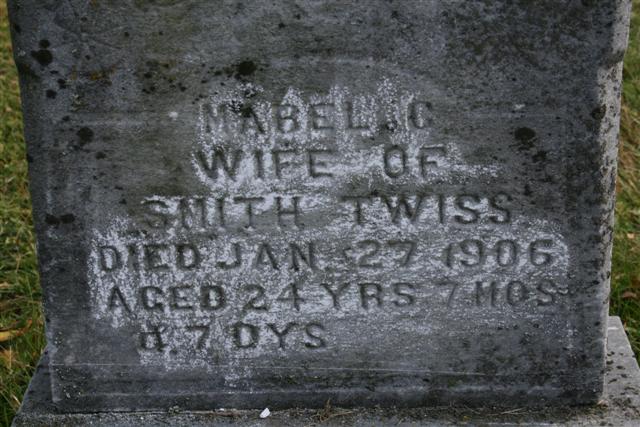 MABEL. C
WIFE OF
SMITH TWISS
DIED JAN. 27 1906
AGED 24 YRS 7 MOS
& 7 DYS